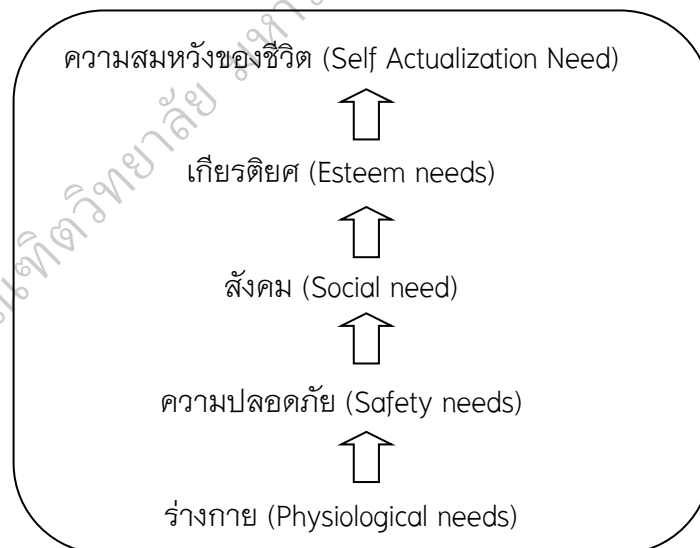 ความสมหวังของชีวิต (Self Actualization Need)
เกียรติยศ (Esteem needs)
สังคม (Social need)
ความปลอดภัย (Safety needs)
ร่างกาย (Physiological needs)